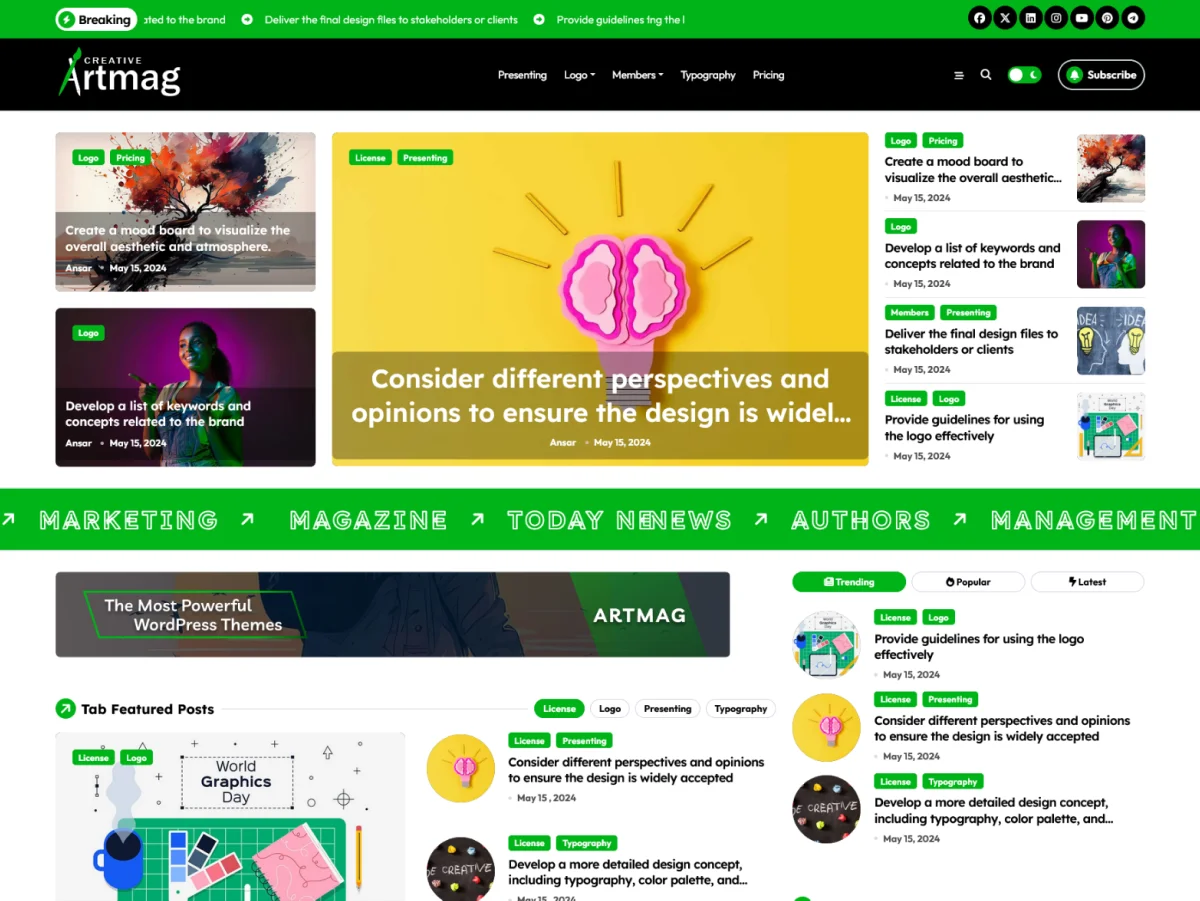 Breaking
ated to the brand
Deliver the final design files to stakeholders or clients
Provide guidelines fng the l
CREATIVE
Artmag
Presenting
Logo
Members
Typography
Pricing
Subscribe
Logo
Pricing
Create a mood board to visualize the
overall aesthetic and atmosphere.
Ansar
May 15, 2024
Logo
Develop a list of keywords and
concepts related to the brand
Ansar
May 15, 2024
License
Presenting
Consider different perspectives and
opinions to ensure the design is widel...
Ansar
May 15, 2024
Logo
Pricing
Create a mood board to
visualize the overall aesthetic...
May 15, 2024
Logo
Develop a list of keywords and
concepts related to the brand
May 15, 2024
Members
Presenting
Deliver the final design files to
stakeholders or clients
May 15, 2024
IDEA
IDEA
License
Logo
Provide guidelines for using
the logo effectively
May 15, 2024
MARKETING
MAGAZINE
TODAY NE
NEWS
AUTHORS
MANAGEMENT
The Most Powerful
WordPress Themes
ARTMAG
Trending
Popular
Latest
License
Logo
Provide guidelines for using the logo
effectively
May 15, 2024
License
Presenting
Consider different perspectives and opinions
to ensure the design is widely accepted
May 15, 2024
BE CREATIVE
License
Typography
Develop a more detailed design concept,
including typography, color palette, and...
May 15, 2024
Tab Featured Posts
License
Logo
Presenting
Typography
License
Logo
World
Graphics
Day
License
Presenting
Consider different perspectives and opinions
to ensure the design is widely accepted
May 15 , 2024
BE CREATIVE
License
Typography
Develop a more detailed design concept,
including typography, color palette, and...
May 15, 2024